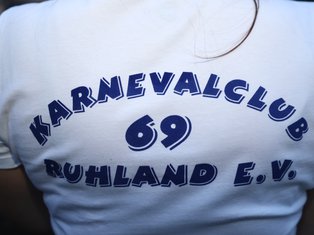 KARNEVALCLUB
69
RUHLAND E.V.